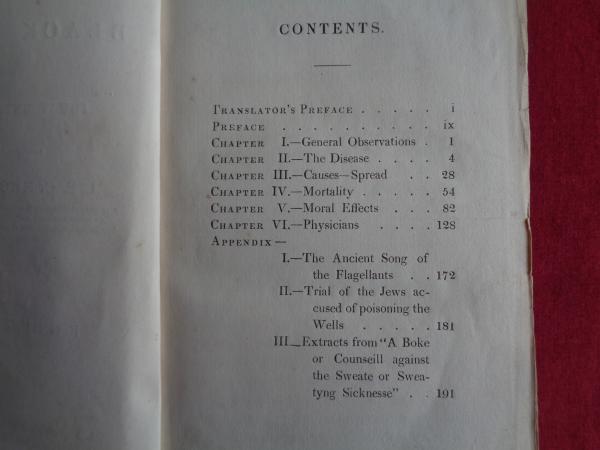 CONTENTS.
TRANSLATOR'S PREFACE . . . . . i
PREFACE . . . . . . . . . . ix
CHAPTER I.—General Observations . 1
CHAPTER II.—The Disease . . . . 4
CHAPTER III.—Causes—Spread . . 28
CHAPTER IV.—Mortality . . . . . 54
CHAPTER V.—Moral Effects . . . 82
CHAPTER VI.—Physicians . . . . 128
APPENDIX—
I.—The Ancient Song of
the Flagellants . . 172
II.—Trial of the Jews ac-
cused of poisoning the
Wells . . . . . 181
III.—Extracts from "A Boke
or Counseill against
the Sweate or Swea-
tyng Sicknesse" . . 191